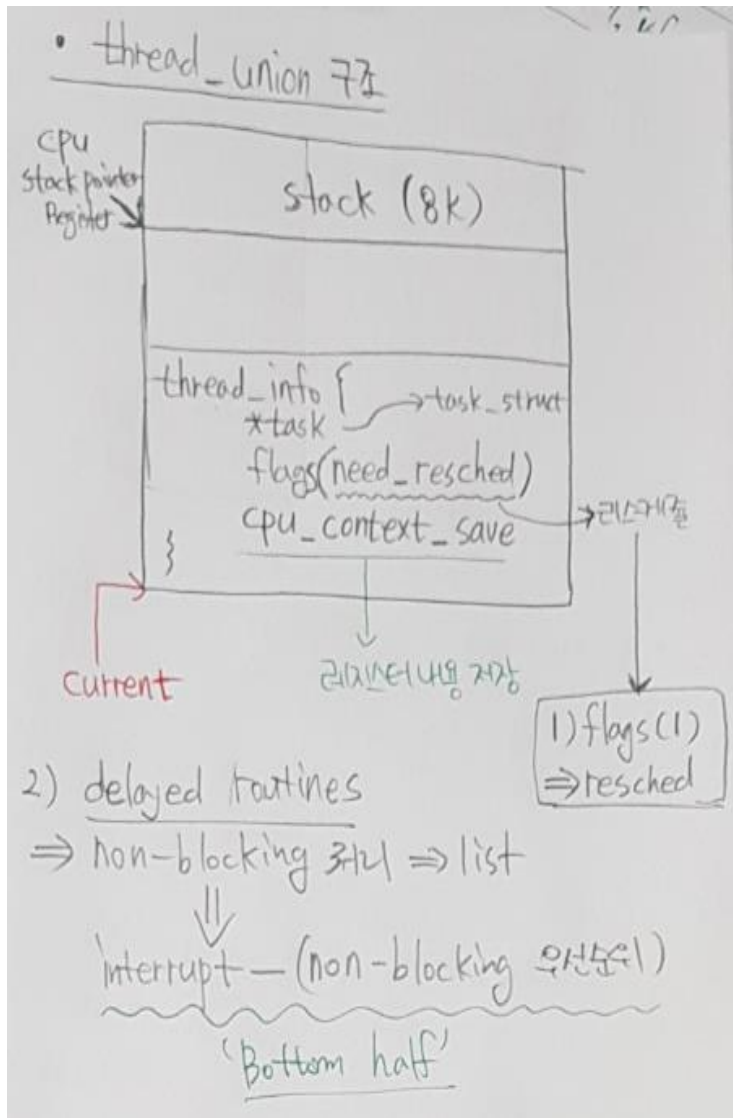 • thread_union 구조
cpu
stack pointer
Register
stack (8k)
thread_info {
*task → task_struct
flags(need_resched) → 리스케줄
cpu_context_save
}
current
레지스터 내용 저장
1) flags(1)
⇒ resched
2) delayed routines
⇒ non-blocking 처리 ⇒ list
⇓
interrupt — (non-blocking 우선순위)
'Bottom half'